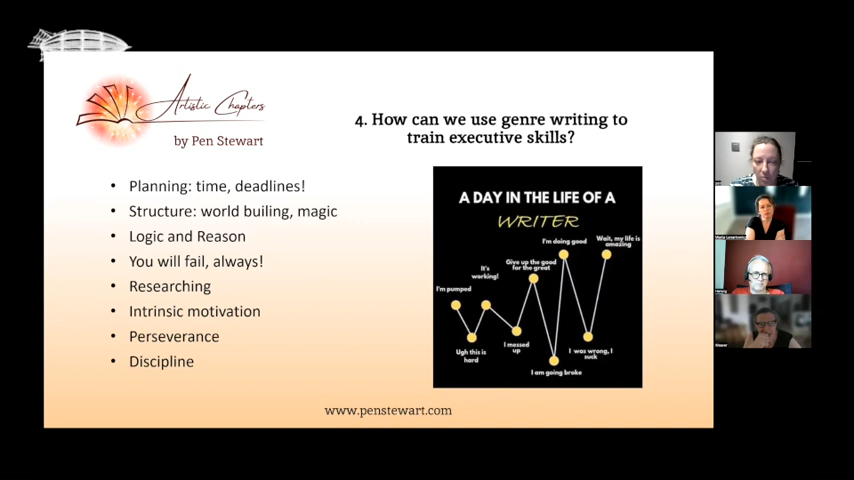 Artistic Chapters
by Pen Stewart
4. How can we use genre writing to
train executive skills?
• Planning: time, deadlines!
• Structure: world builing, magic
• Logic and Reason
• You will fail, always!
• Researching
• Intrinsic motivation
• Perseverance
• Discipline
A DAY IN THE LIFE OF A
WRITER
I'm pumped
Ugh this is
hard
It's
working!
I messed
up
Give up the good
for the great
I am going broke
I'm doing good
I was wrong, I
suck
Wait, my life is
amazing
www.penstewart.com